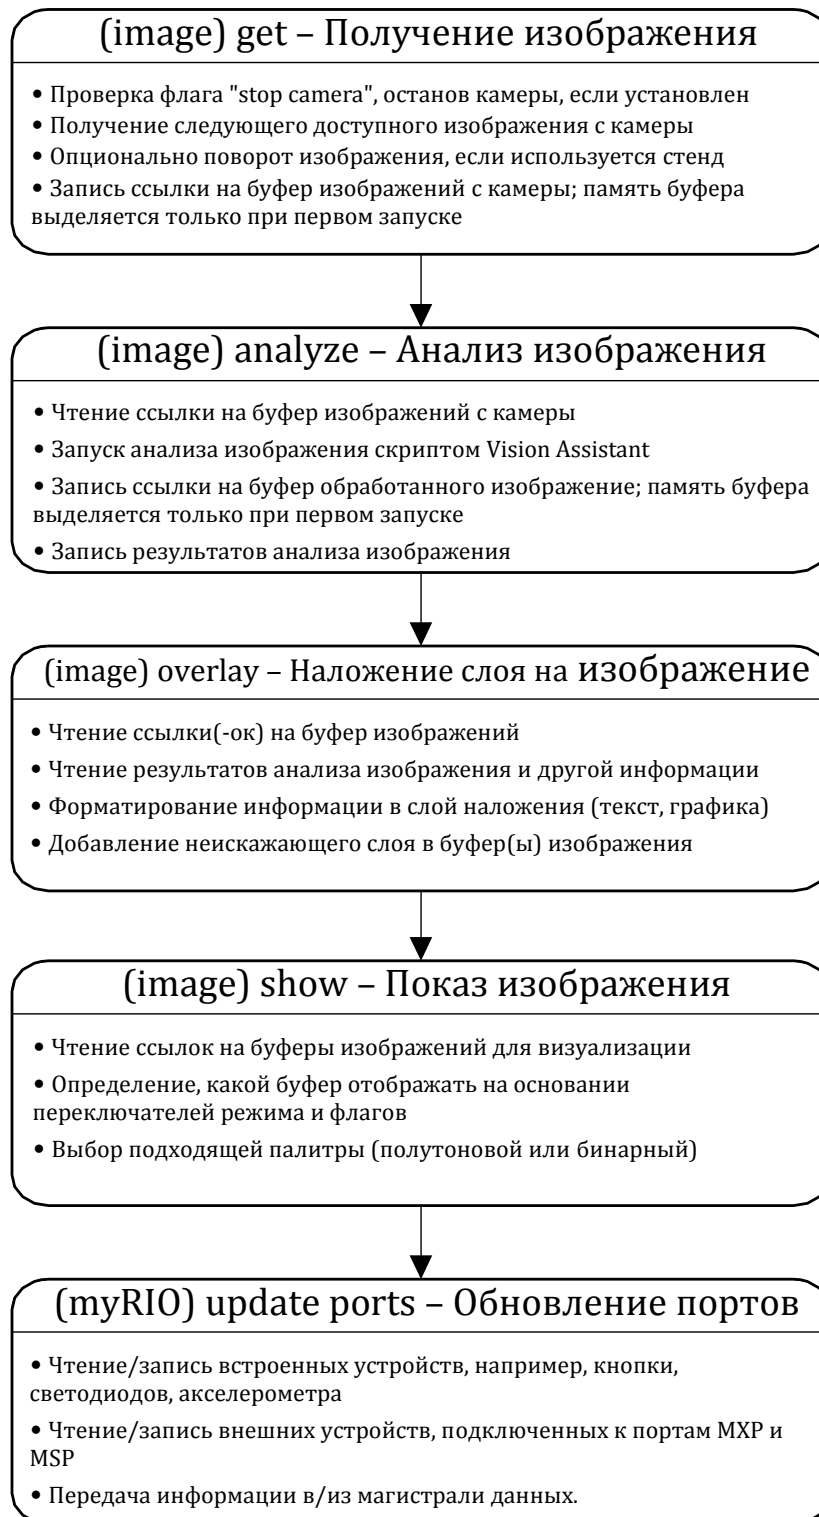 (image) get – Получение изображения
• Проверка флага "stop camera", останов камеры, если установлен
• Получение следующего доступного изображения с камеры
• Опционально поворот изображения, если используется стенд
• Запись ссылки на буфер изображений с камеры; память буфера
выделяется только при первом запуске
(image) analyze – Анализ изображения
• Чтение ссылки на буфер изображений с камеры
• Запуск анализа изображения скриптом Vision Assistant
• Запись ссылки на буфер обработанного изображение; память буфера
выделяется только при первом запуске
• Запись результатов анализа изображения
(image) overlay – Наложение слоя на изображение
• Чтение ссылки(-ок) на буфер изображений
• Чтение результатов анализа изображения и другой информации
• Форматирование информации в слой наложения (текст, графика)
• Добавление неискажающего слоя в буфер(ы) изображения
(image) show – Показ изображения
• Чтение ссылок на буферы изображений для визуализации
• Определение, какой буфер отображать на основании
переключателей режима и флагов
• Выбор подходящей палитры (полутоновой или бинарный)
(myRIO) update ports – Обновление портов
• Чтение/запись встроенных устройств, например, кнопки,
светодиодов, акселерометра
• Чтение/запись внешних устройств, подключенных к портам MXP и
MSP
• Передача информации в/из магистрали данных.